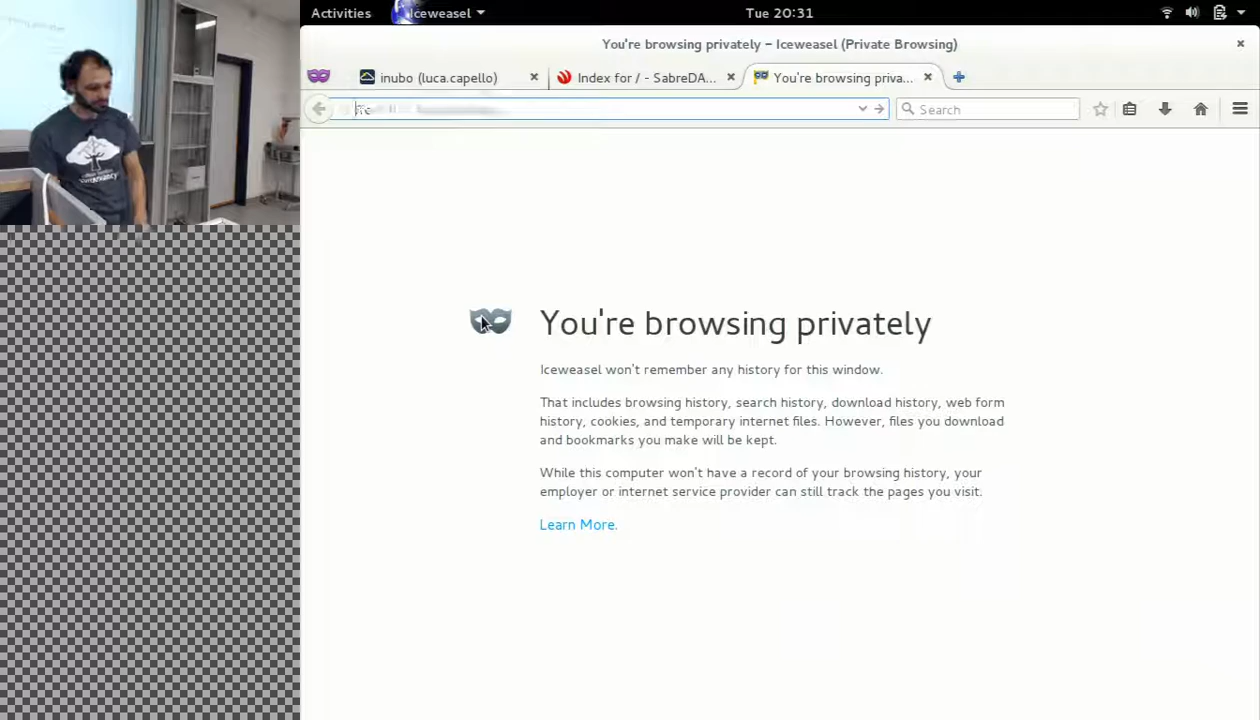 Activities
Iceweasel
Tue 20:31
You're browsing privately – Iceweasel (Private Browsing)
inubo (luca.capello)
Index for / - SabreDA...
You're browsing priva...
Search
You're browsing privately
Iceweasel won't remember any history for this window.
That includes browsing history, search history, download history, web form
history, cookies, and temporary internet files. However, files you download
and bookmarks you make will be kept.
While this computer won't have a record of your browsing history, your
employer or internet service provider can still track the pages you visit.
Learn More.